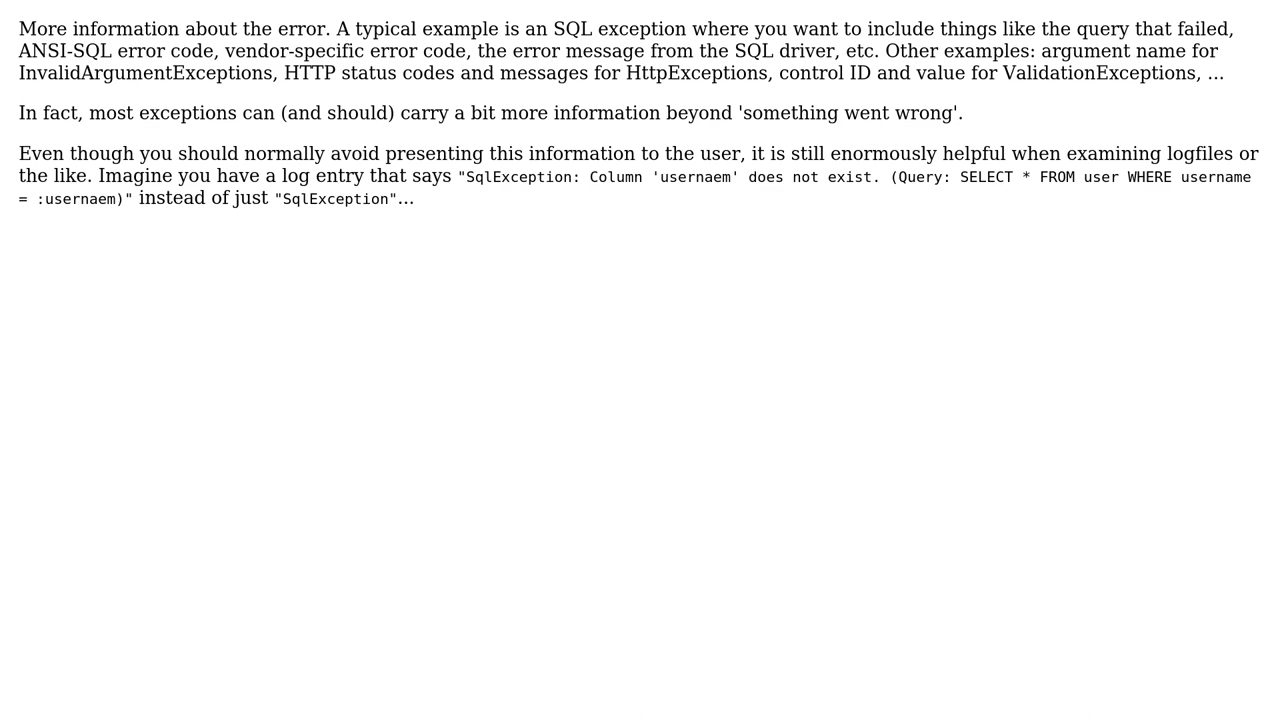 More information about the error. A typical example is an SQL exception where you want to include things like the query that failed,
ANSI-SQL error code, vendor-specific error code, the error message from the SQL driver, etc. Other examples: argument name for
InvalidArgumentExceptions, HTTP status codes and messages for HttpExceptions, control ID and value for ValidationExceptions, ...
In fact, most exceptions can (and should) carry a bit more information beyond 'something went wrong'.
Even though you should normally avoid presenting this information to the user, it is still enormously helpful when examining logfiles or
the like. Imagine you have a log entry that says "SqlException: Column 'usernaem' does not exist. (Query: SELECT * FROM user WHERE username
= :usernaem)" instead of just "SqlException"...